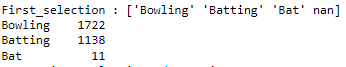 First_selection : ['Bowling' 'Batting' 'Bat' nan]
Bowling    1722
Batting    1138
Bat          11